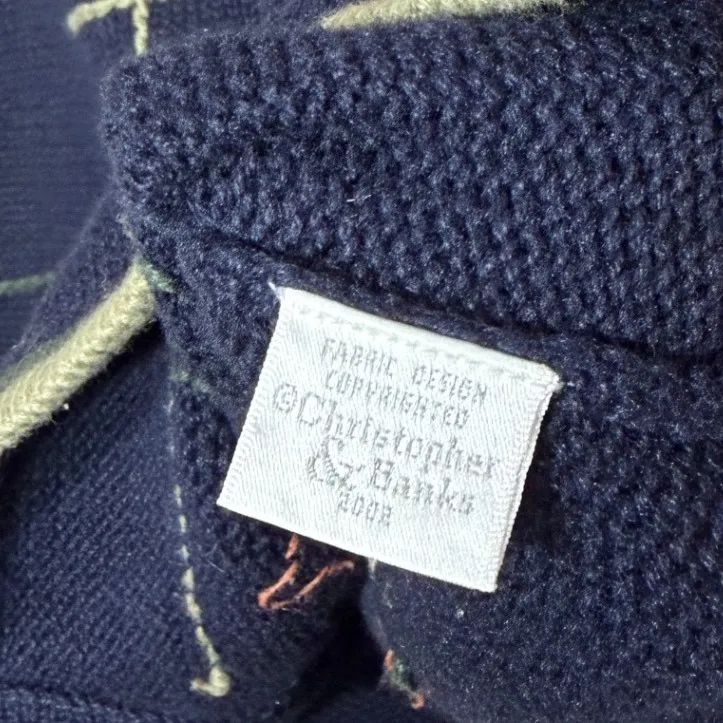 FABRIC DESIGN
COPYRIGHTED
©Christopher
& Banks
2002